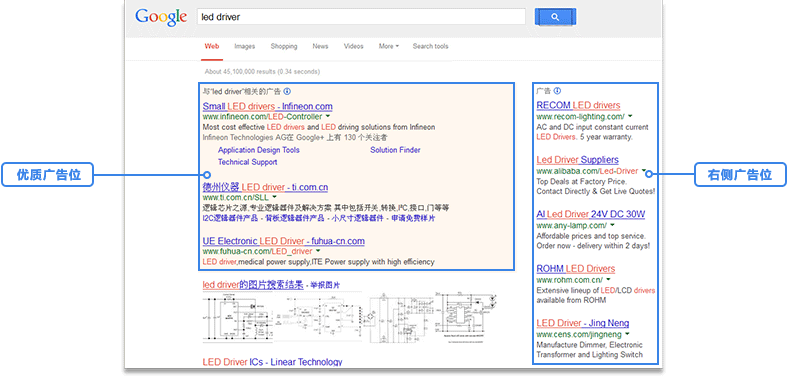 Google
led driver
Web Images Shopping News Videos More Search tools
About 45,100,000 results (0.34 seconds)
与"led driver"相关的广告
Small LED drivers - Infineon.com
www.infineon.com/LED-Controller
Most cost effective LED drivers and LED driving solutions from Infineon
Infineon Technologies AG在 Google+ 上有 130 个关注者
Application Design Tools Solution Finder
Technical Support
优质广告位
德州仪器 LED driver - ti.com.cn
www.ti.com.cn/SLL
逻辑芯片之源,专业逻辑器件及解决方案 其中包括开关,转换,I²C,接口,门等等
I2C逻辑器件产品 - 背板逻辑器件产品 - 小尺寸逻辑器件 - 申请免费样片
UE Electronic LED Driver - fuhua-cn.com
www.fuhua-cn.com/LED_driver
LED driver,medical power supply,ITE Power supply with high efficiency
led driver的图片搜索结果 - 举报图片
LED Driver ICs - Linear Technology
广告
RECOM LED drivers
www.recom-lighting.com/
AC and DC input constant current
LED Drivers. 5 year warranty.
Led Driver Suppliers
www.alibaba.com/Led-Driver
Top Deals at Factory Price.
Contact Directly & Get Live Quotes!
右侧广告位
Al Led Driver 24V DC 30W
www.any-lamp.com/
Affordable prices and top service.
Order now - delivery within 2 days!
ROHM LED Drivers
www.rohm.com.cn/
Extensive lineup of LED/LCD drivers
available from ROHM
LED Driver - Jing Neng
www.cens.com/jingneng
Manufacture Dimmer, Electronic
Transformer and Lighting Switch